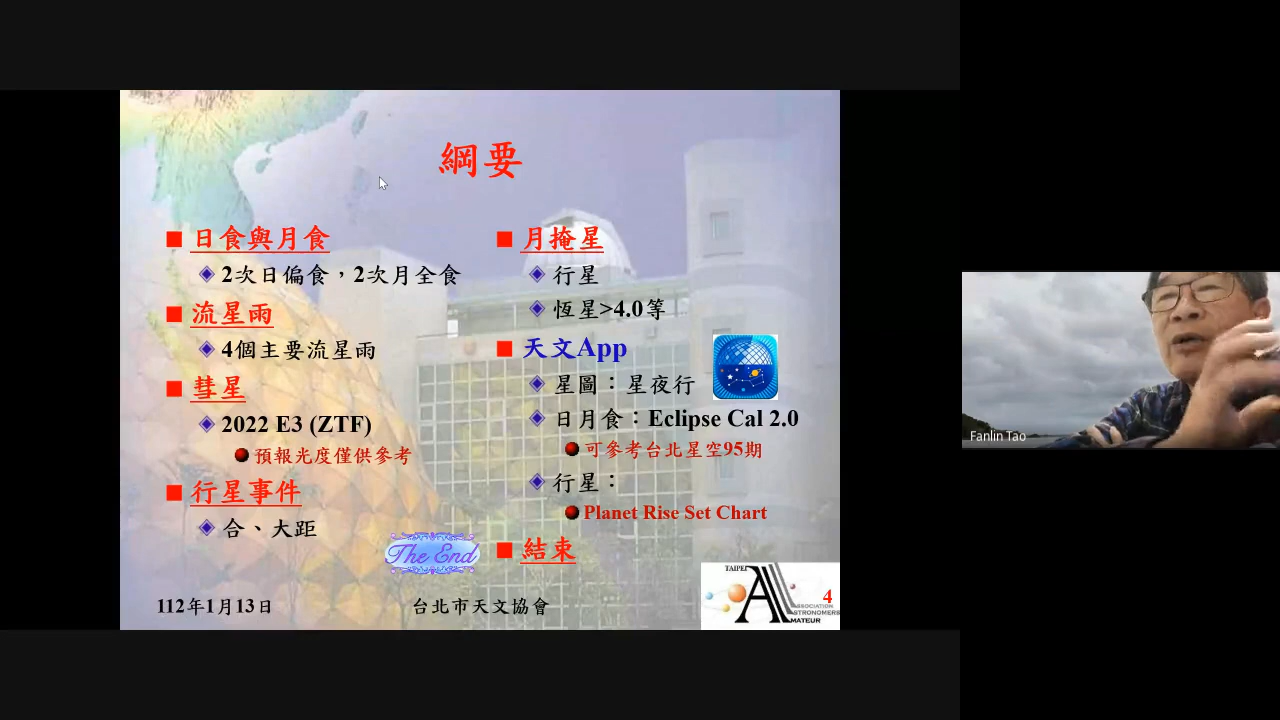 綱要
日食與月食
2次日偏食，2次月全食
流星雨
4個主要流星雨
彗星
2022 E3 (ZTF)
預報光度僅供參考
行星事件
合、大距
月掩星
行星
恆星>4.0等
天文App
星圖：星夜行
日月食：Eclipse Cal 2.0
可參考台北星空95期
行星：
Planet Rise Set Chart
The End
結束
112年1月13日
台北市天文協會
TAIPEI
ASSOCIATION
ASTRONOMERS
AMATEUR
4
Fanlin Tao